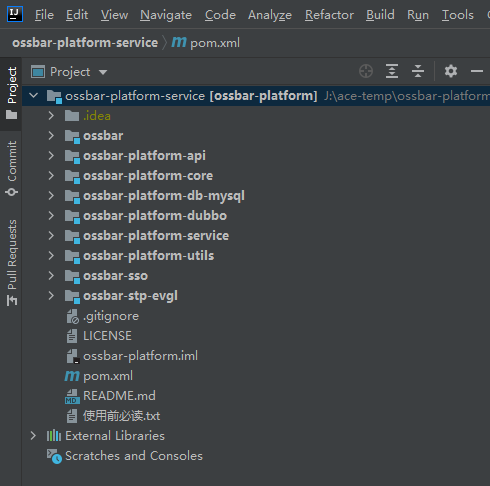 File Edit View Navigate Code Analyze Refactor Build Run Tools
ossbar-platform-service pom.xml
Project
ossbar-platform-service [ossbar-platform] J:\ace-temp\ossbar-platform
.idea
ossbar
ossbar-platform-api
ossbar-platform-core
ossbar-platform-db-mysql
ossbar-platform-dubbo
ossbar-platform-service
ossbar-platform-utils
ossbar-sso
ossbar-stp-evgl
.gitignore
LICENSE
ossbar-platform.iml
pom.xml
README.md
使用前必读.txt
External Libraries
Scratches and Consoles
Project
Commit
Pull Requests